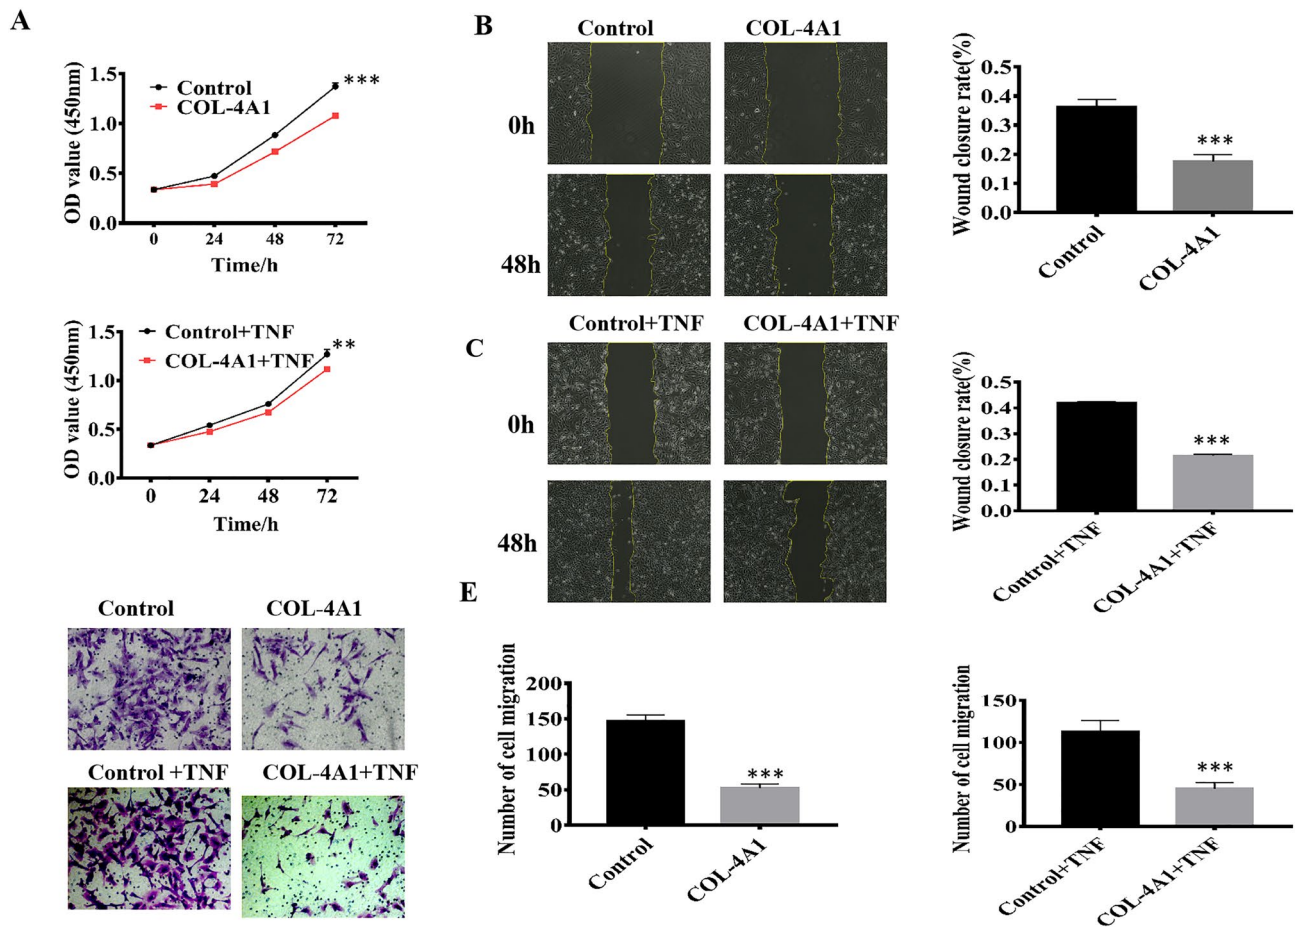 A
OD value (450nm)
1.5
1.0
0.5
0.0
Control
COL-4A1
***
0 24 48 72
Time/h
OD value (450nm)
1.5
1.0
0.5
0.0
Control+TNF
COL-4A1+TNF
**
0 24 48 72
Time/h
B
Control COL-4A1
0h
48h
Wound closure rate(%)
0.5
0.4
0.3
0.2
0.1
0.0
***
Control COL-4A1
C
Control+TNF COL-4A1+TNF
0h
48h
Wound closure rate(%)
0.5
0.4
0.3
0.2
0.1
0.0
***
Control+TNF COL-4A1+TNF
Control COL-4A1
Control +TNF COL-4A1+TNF
E
Number of cell migration
200
150
100
50
0
***
Control COL-4A1
Number of cell migration
150
100
50
0
***
Control+TNF COL-4A1+TNF